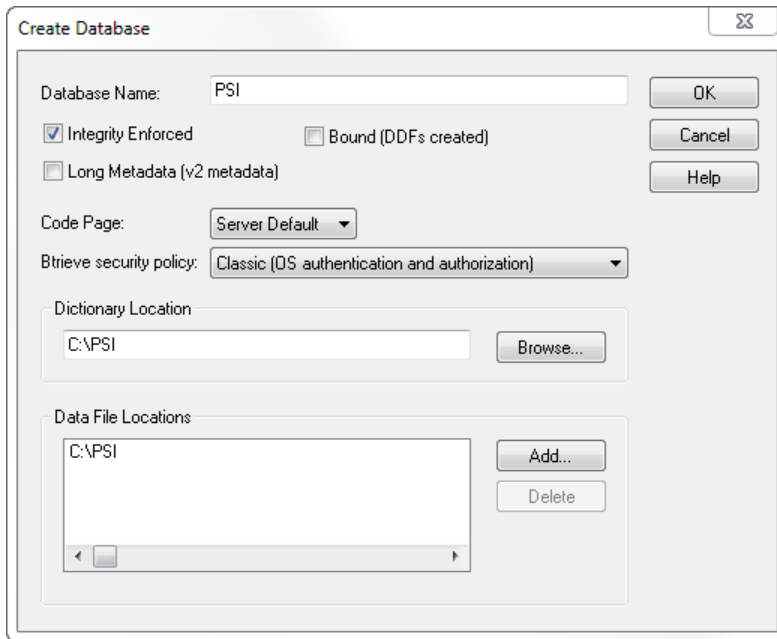 Create Database
Database Name: PSI
OK
Integrity Enforced
Bound (DDFs created)
Cancel
Long Metadata (v2 metadata)
Help
Code Page: Server Default
Btrieve security policy: Classic (OS authentication and authorization)
Dictionary Location
C:\PSI
Browse...
Data File Locations
C:\PSI
Add...
Delete